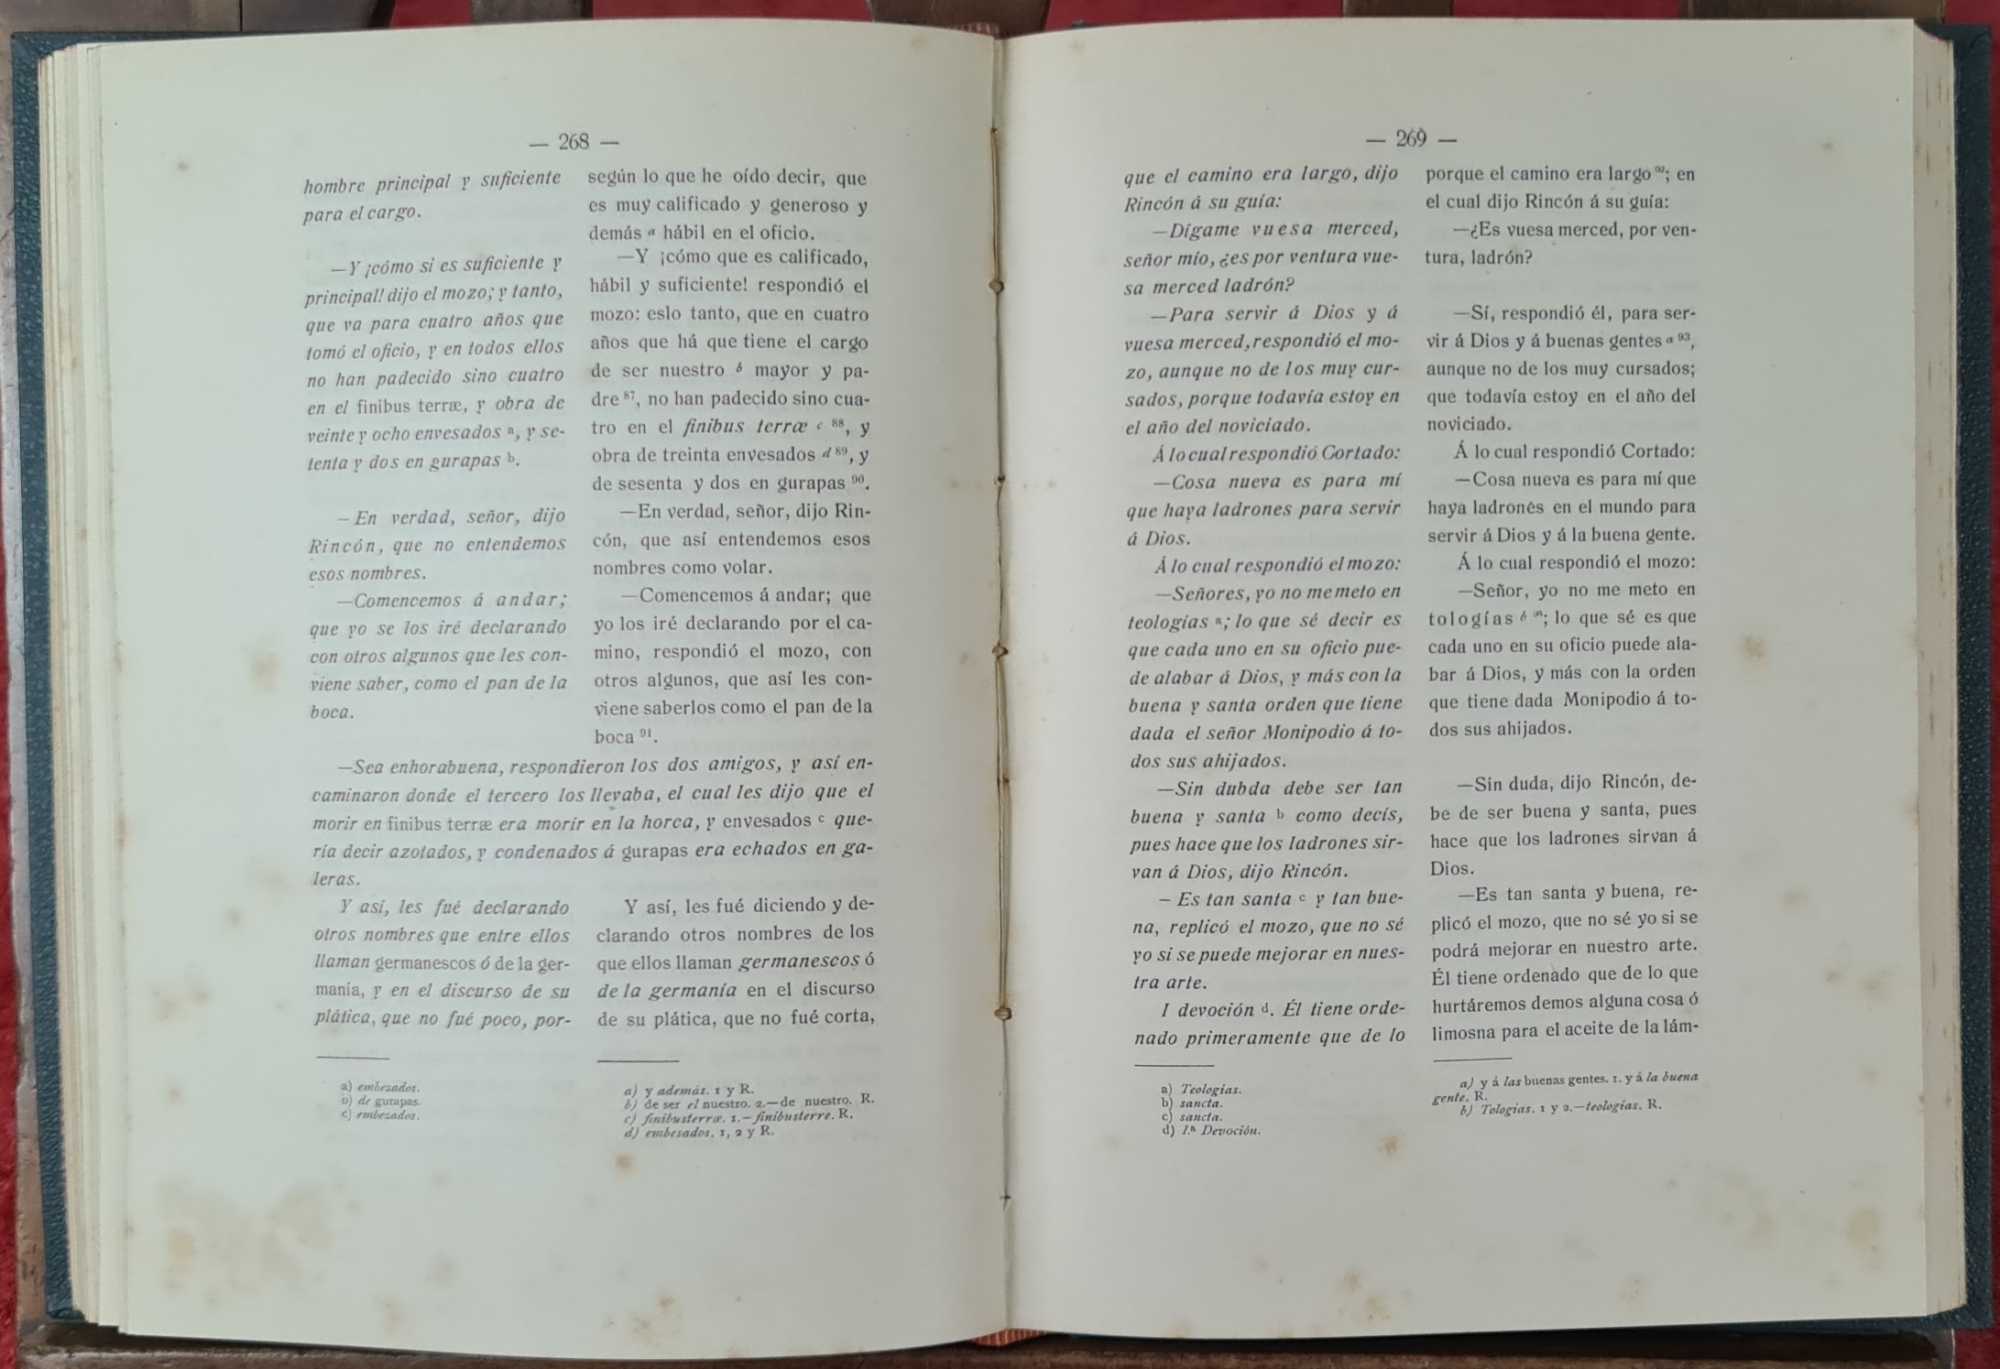 — 268 —
hombre principal y suficiente
para el cargo.
—Y ¡cómo si es suficiente y
principal! dijo el mozo; y tanto,
que va para cuatro años que
tomó el oficio, y en todos ellos
no han padecido sino cuatro
en el finibus terræ, y obra de
veinte y ocho envesados a, y se-
tenta y dos en gurapas b.
—En verdad, señor, dijo
Rincón, que no entendemos
esos nombres.
—Comencemos á andar;
que yo se los iré declarando
con otros algunos que les con-
viene saber, como el pan de la
boca.
según lo que he oído decir, que
es muy calificado y generoso y
demás a hábil en el oficio.
—Y ¡cómo que es calificado,
hábil y suficiente! respondió el
mozo: eslo tanto, que en cuatro
años que há que tiene el cargo
de ser nuestro b mayor y pa-
dre 87, no han padecido sino cua-
tro en el finibus terræ c 88, y
obra de treinta envesados d 89, y
de sesenta y dos en gurapas 90.
—En verdad, señor, dijo Rin-
cón, que así entendemos esos
nombres como volar.
—Comencemos á andar; que
yo los iré declarando por el ca-
mino, respondió el mozo, con
otros algunos, que así les con-
viene saberlos como el pan de la
boca 91.
—Sea enhorabuena, respondieron los dos amigos, y así en-
caminaron donde el tercero los llevaba, el cual les dijo que el
morir en finibus terræ era morir en la horca, y envesados c que-
ría decir azotados, y condenados á gurapas era echados en ga-
leras.
Y así, les fué declarando
otros nombres que entre ellos
llaman germanescos ó de la ger-
manía, y en el discurso de su
plática, que no fué poco, por-
Y así, les fué diciendo y de-
clarando otros nombres de los
que ellos llaman germanescos ó
de la germanía en el discurso
de su plática, que no fué corta,
a) embesados.
b) de gurapas.
c) embesados.
a) y además. 1 y R.
b) de ser el nuestro. 2.—de nuestro. R.
c) finibusterræ. 1.—finibusterre. R.
d) embesados. 1, 2 y R.
— 269 —
que el camino era largo, dijo
Rincón á su guía:
—Dígame vuesa merced,
señor mío, ¿es por ventura vue-
sa merced ladrón?
—Para servir á Dios y á
vuesa merced, respondió el mo-
zo, aunque no de los muy cur-
sados, porque todavía estoy en
el año del noviciado.
Á lo cual respondió Cortado:
—Cosa nueva es para mí
que haya ladrones para servir
á Dios.
Á lo cual respondió el mozo:
—Señores, yo no me meto en
teologías a; lo que sé decir es
que cada uno en su oficio pue-
de alabar á Dios, y más con la
buena y santa orden que tiene
dada el señor Monipodio á to-
dos sus ahijados.
—Sin dubda debe ser tan
buena y santa b como decís,
pues hace que los ladrones sir-
van á Dios, dijo Rincón.
—Es tan santa c y tan bue-
na, replicó el mozo, que no sé
yo si se puede mejorar en nues-
tra arte.
I devoción d. Él tiene orde-
nado primeramente que de lo
porque el camino era largo 92; en
el cual dijo Rincón á su guía:
—¿Es vuesa merced, por ven-
tura, ladrón?
—Sí, respondió él, para ser-
vir á Dios y á buenas gentes a 93,
aunque no de los muy cursados;
que todavía estoy en el año del
noviciado.
Á lo cual respondió Cortado:
—Cosa nueva es para mí que
haya ladrones en el mundo para
servir á Dios y á la buena gente.
Á lo cual respondió el mozo:
—Señor, yo no me meto en
tologías b; lo que sé es que
cada uno en su oficio puede ala-
bar á Dios, y más con la orden
que tiene dada Monipodio á to-
dos sus ahijados.
—Sin duda, dijo Rincón, de-
be de ser buena y santa, pues
hace que los ladrones sirvan á
Dios.
—Es tan santa y buena, re-
plicó el mozo, que no sé yo si se
podrá mejorar en nuestro arte.
Él tiene ordenado que de lo que
hurtáremos demos alguna cosa ó
limosna para el aceite de la lám-
a) Teologias.
b) sancta.
c) sancta.
d) I.ª Devoción.
a) y á las buenas gentes. 1. y á la buena
gente. R.
b) Tologias. 1 y 2.—teologías. R.